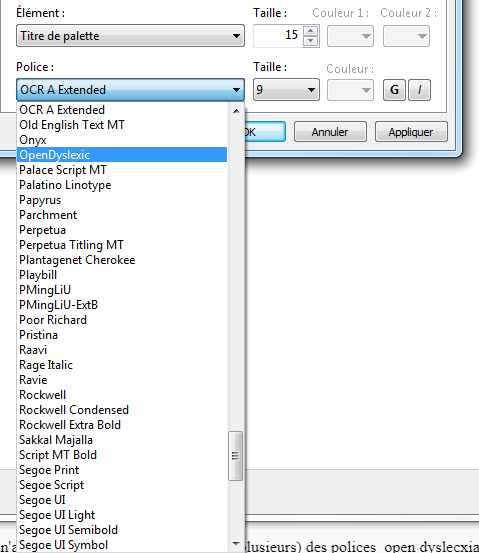 Élément : Taille : Couleur 1 : Couleur 2 :
Titre de palette 15
Police : Taille : Couleur :
OCR A Extended 9 G I
OCR A Extended
Old English Text MT
Onyx
OpenDyslexic
OK Annuler Appliquer
Palace Script MT
Palatino Linotype
Papyrus
Parchment
Perpetua
Perpetua Titling MT
Plantagenet Cherokee
Playbill
PMingLiU
PMingLiU-ExtB
Poor Richard
Pristina
Raavi
Rage Italic
Ravie
Rockwell
Rockwell Condensed
Rockwell Extra Bold
Sakkal Majalla
Script MT Bold
Segoe Print
Segoe Script
Segoe UI
Segoe UI Light
Segoe UI Semibold
Segoe UI Symbol
des polices open dyslecxia